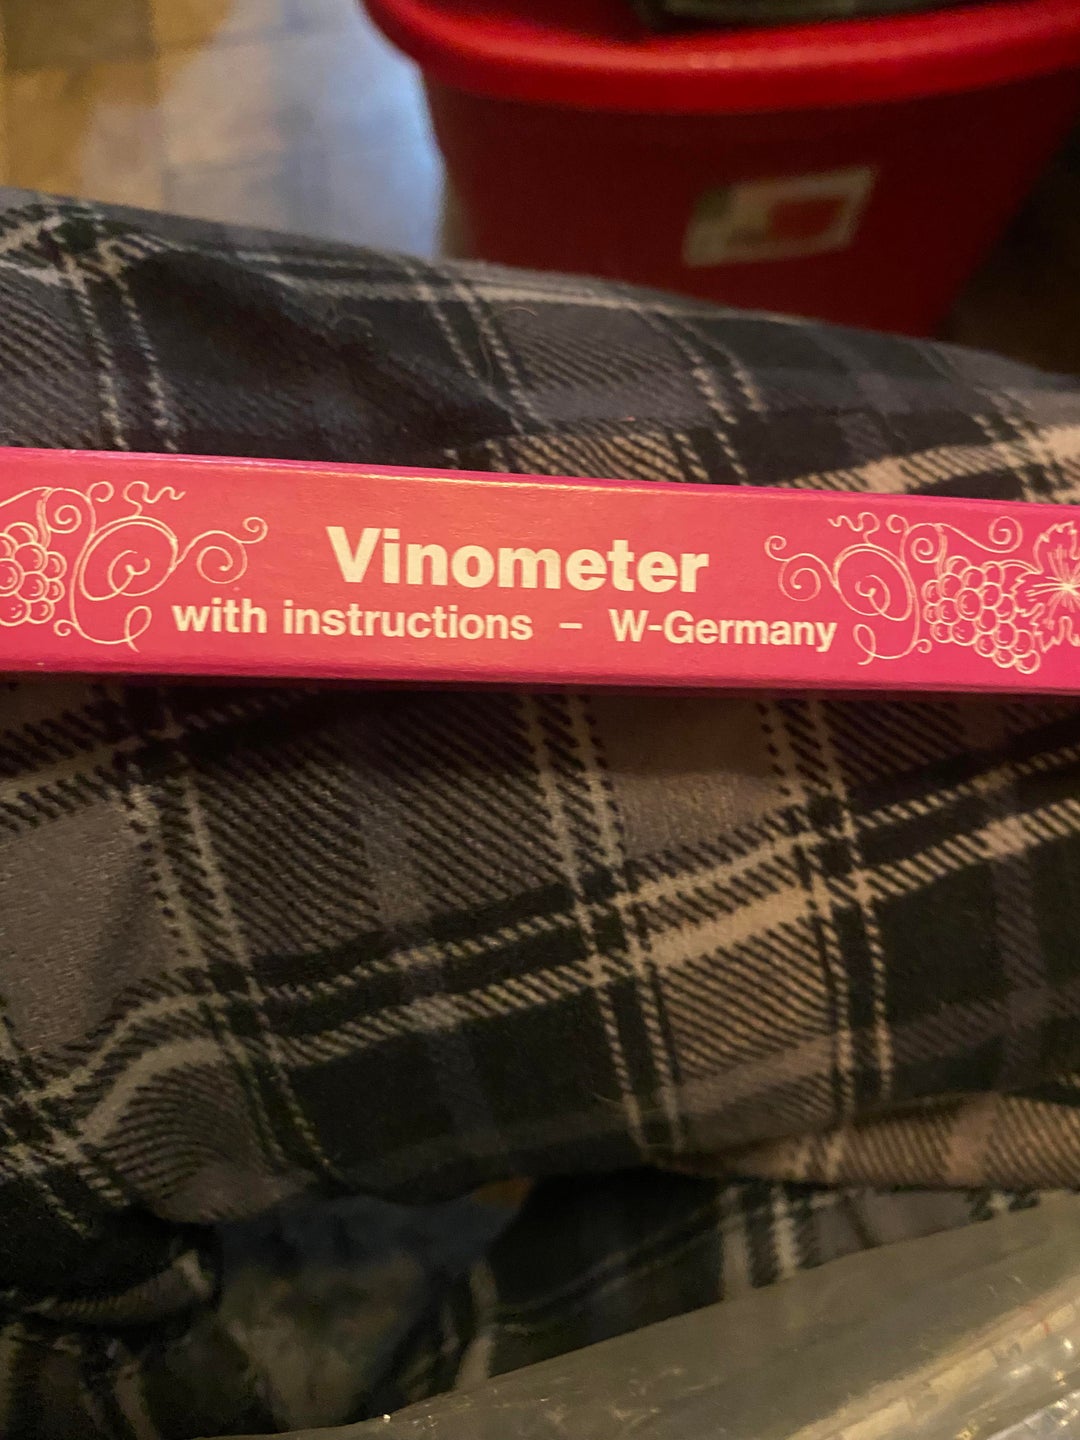 Vinometer
with instructions – W-Germany